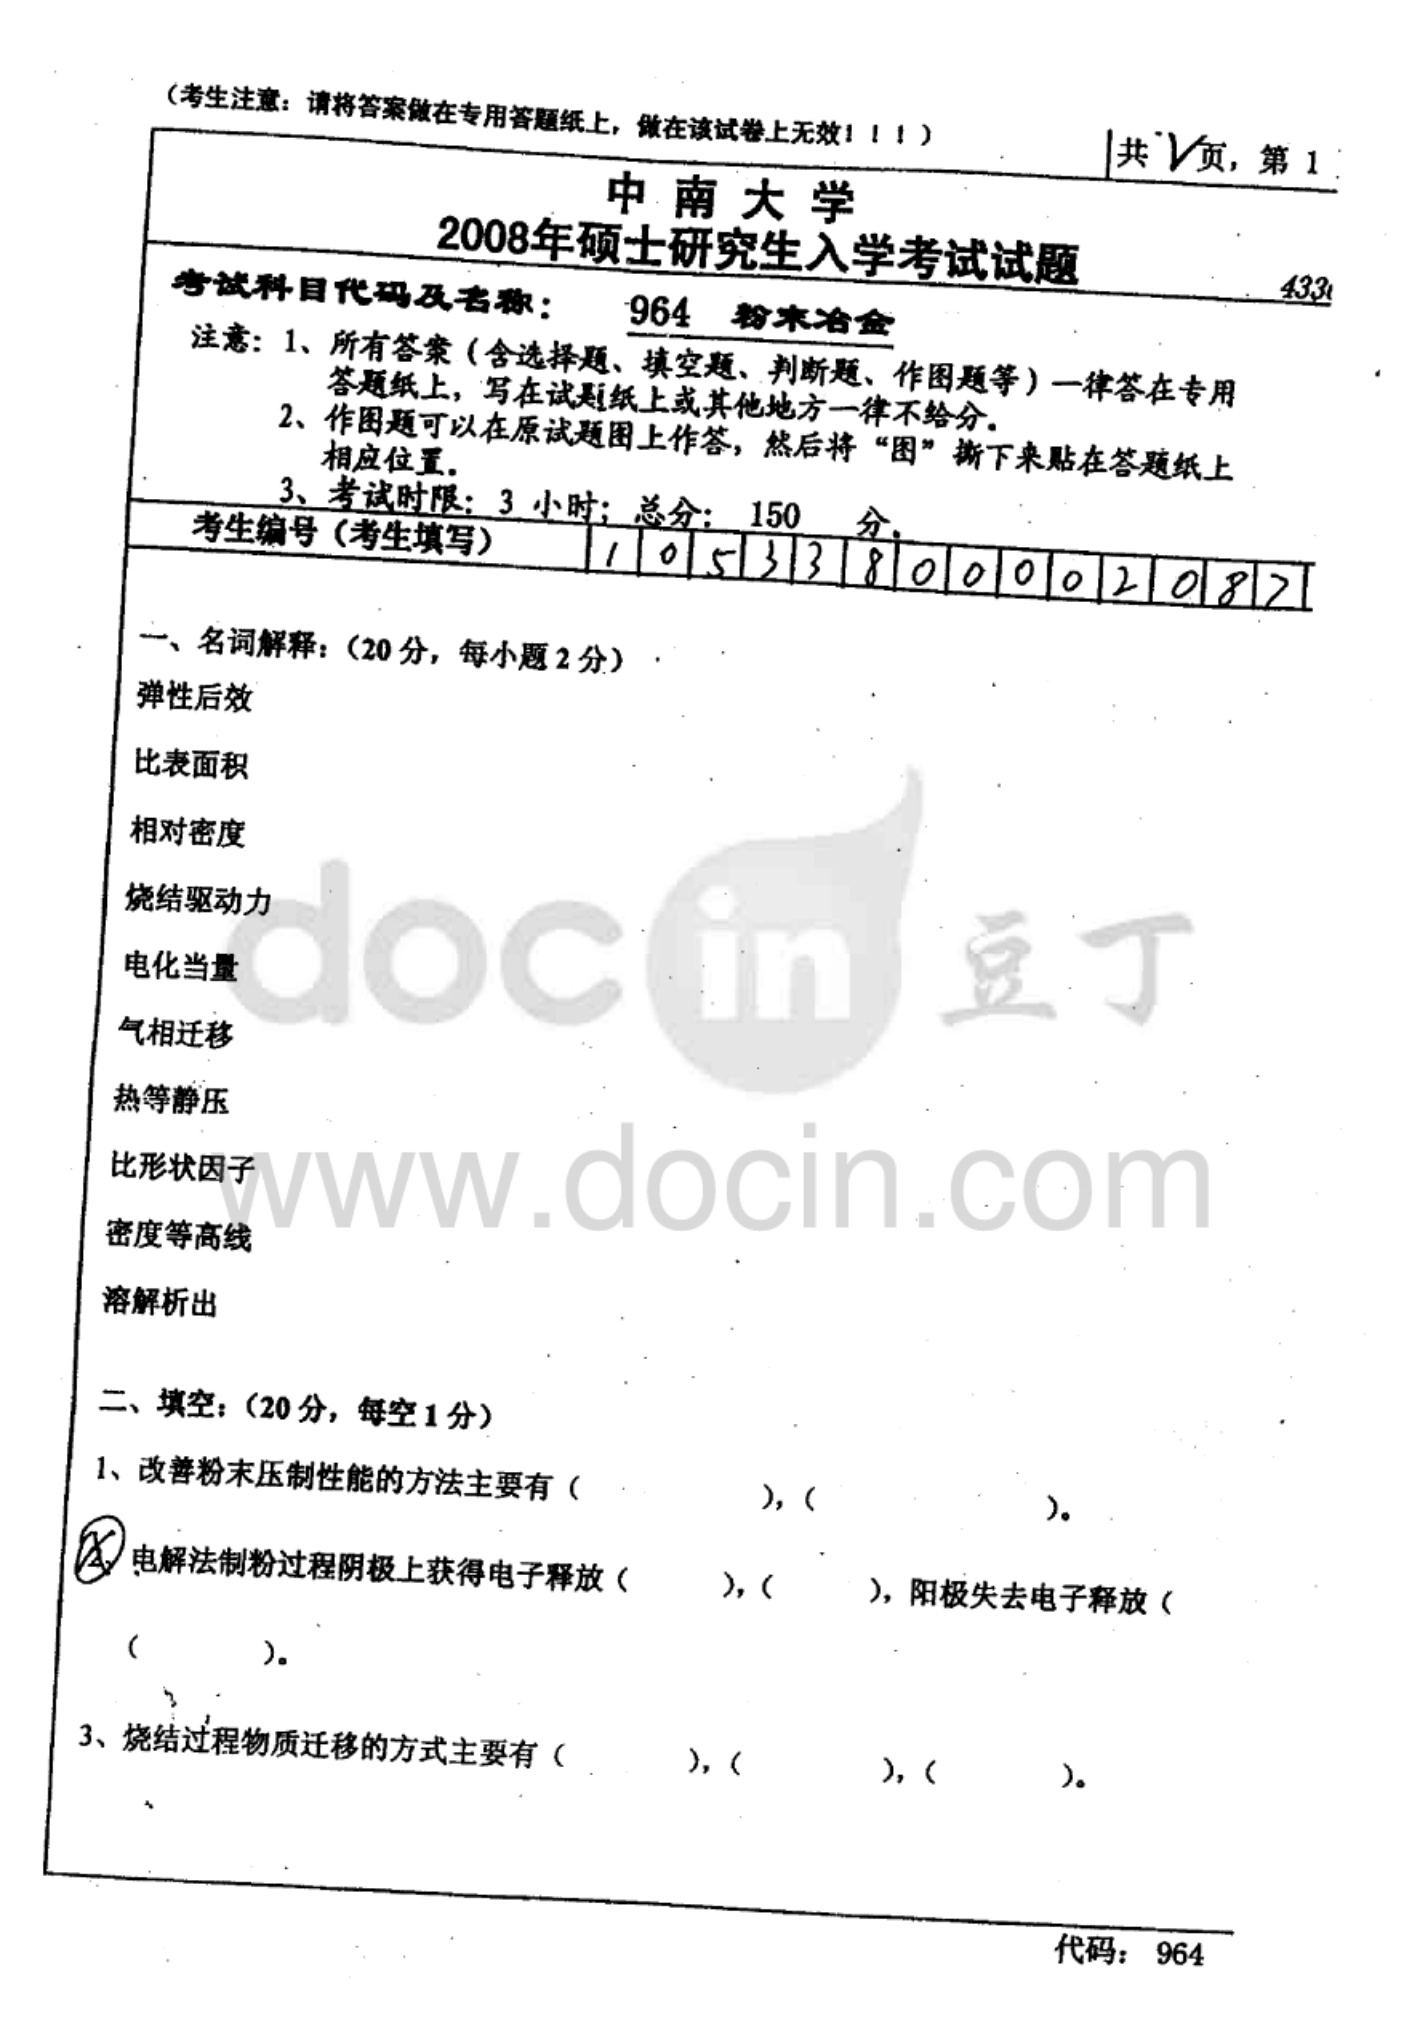 （考生注意：请将答案做在专用答题纸上，做在该试卷上无效！！！）
共 页，第 1
中南大学
2008年硕士研究生入学考试试题
考试科目代码及名称： 964 粉末冶金
注意：1、所有答案（含选择题、填空题、判断题、作图题等）一律答在专用
答题纸上，写在试题纸上或其他地方一律不给分。
2、作图题可以在原试题图上作答，然后将“图”撕下来贴在答题纸上
相应位置。
3、考试时限：3 小时；总分： 150 分。
考生编号（考生填写） 1 0 5 3 3 8 0 0 0 0 2 0 8 7
一、名词解释：（20 分，每小题 2 分）
弹性后效
比表面积
相对密度
烧结驱动力
电化当量
气相迁移
热等静压
比形状因子
密度等高线
溶解析出
docin 豆丁
www.docin.com
二、填空：（20 分，每空 1 分）
1、改善粉末压制性能的方法主要有（ ），（ ）。
2、电解法制粉过程阴极上获得电子释放（ ），（ ），阳极失去电子释放（
（ ）。
3、烧结过程物质迁移的方式主要有（ ），（ ），（ ）。
代码： 964